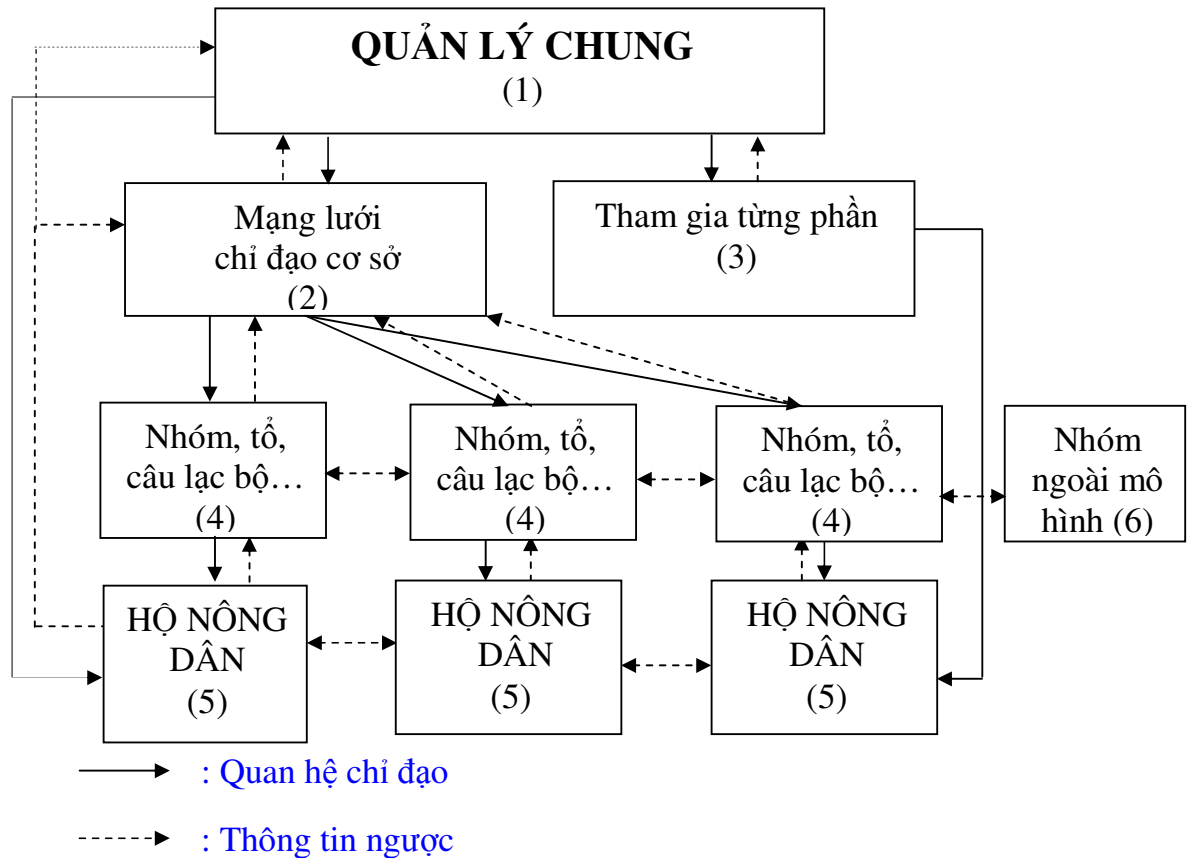 QUẢN LÝ CHUNG
(1)
Mạng lưới
chỉ đạo cơ sở
(2)
Tham gia từng phần
(3)
Nhóm, tổ,
câu lạc bộ…
(4)
Nhóm, tổ,
câu lạc bộ…
(4)
Nhóm, tổ,
câu lạc bộ…
(4)
Nhóm
ngoài mô
hình (6)
HỘ NÔNG
DÂN
(5)
HỘ NÔNG
DÂN
(5)
HỘ NÔNG
DÂN
(5)
: Quan hệ chỉ đạo
: Thông tin ngược